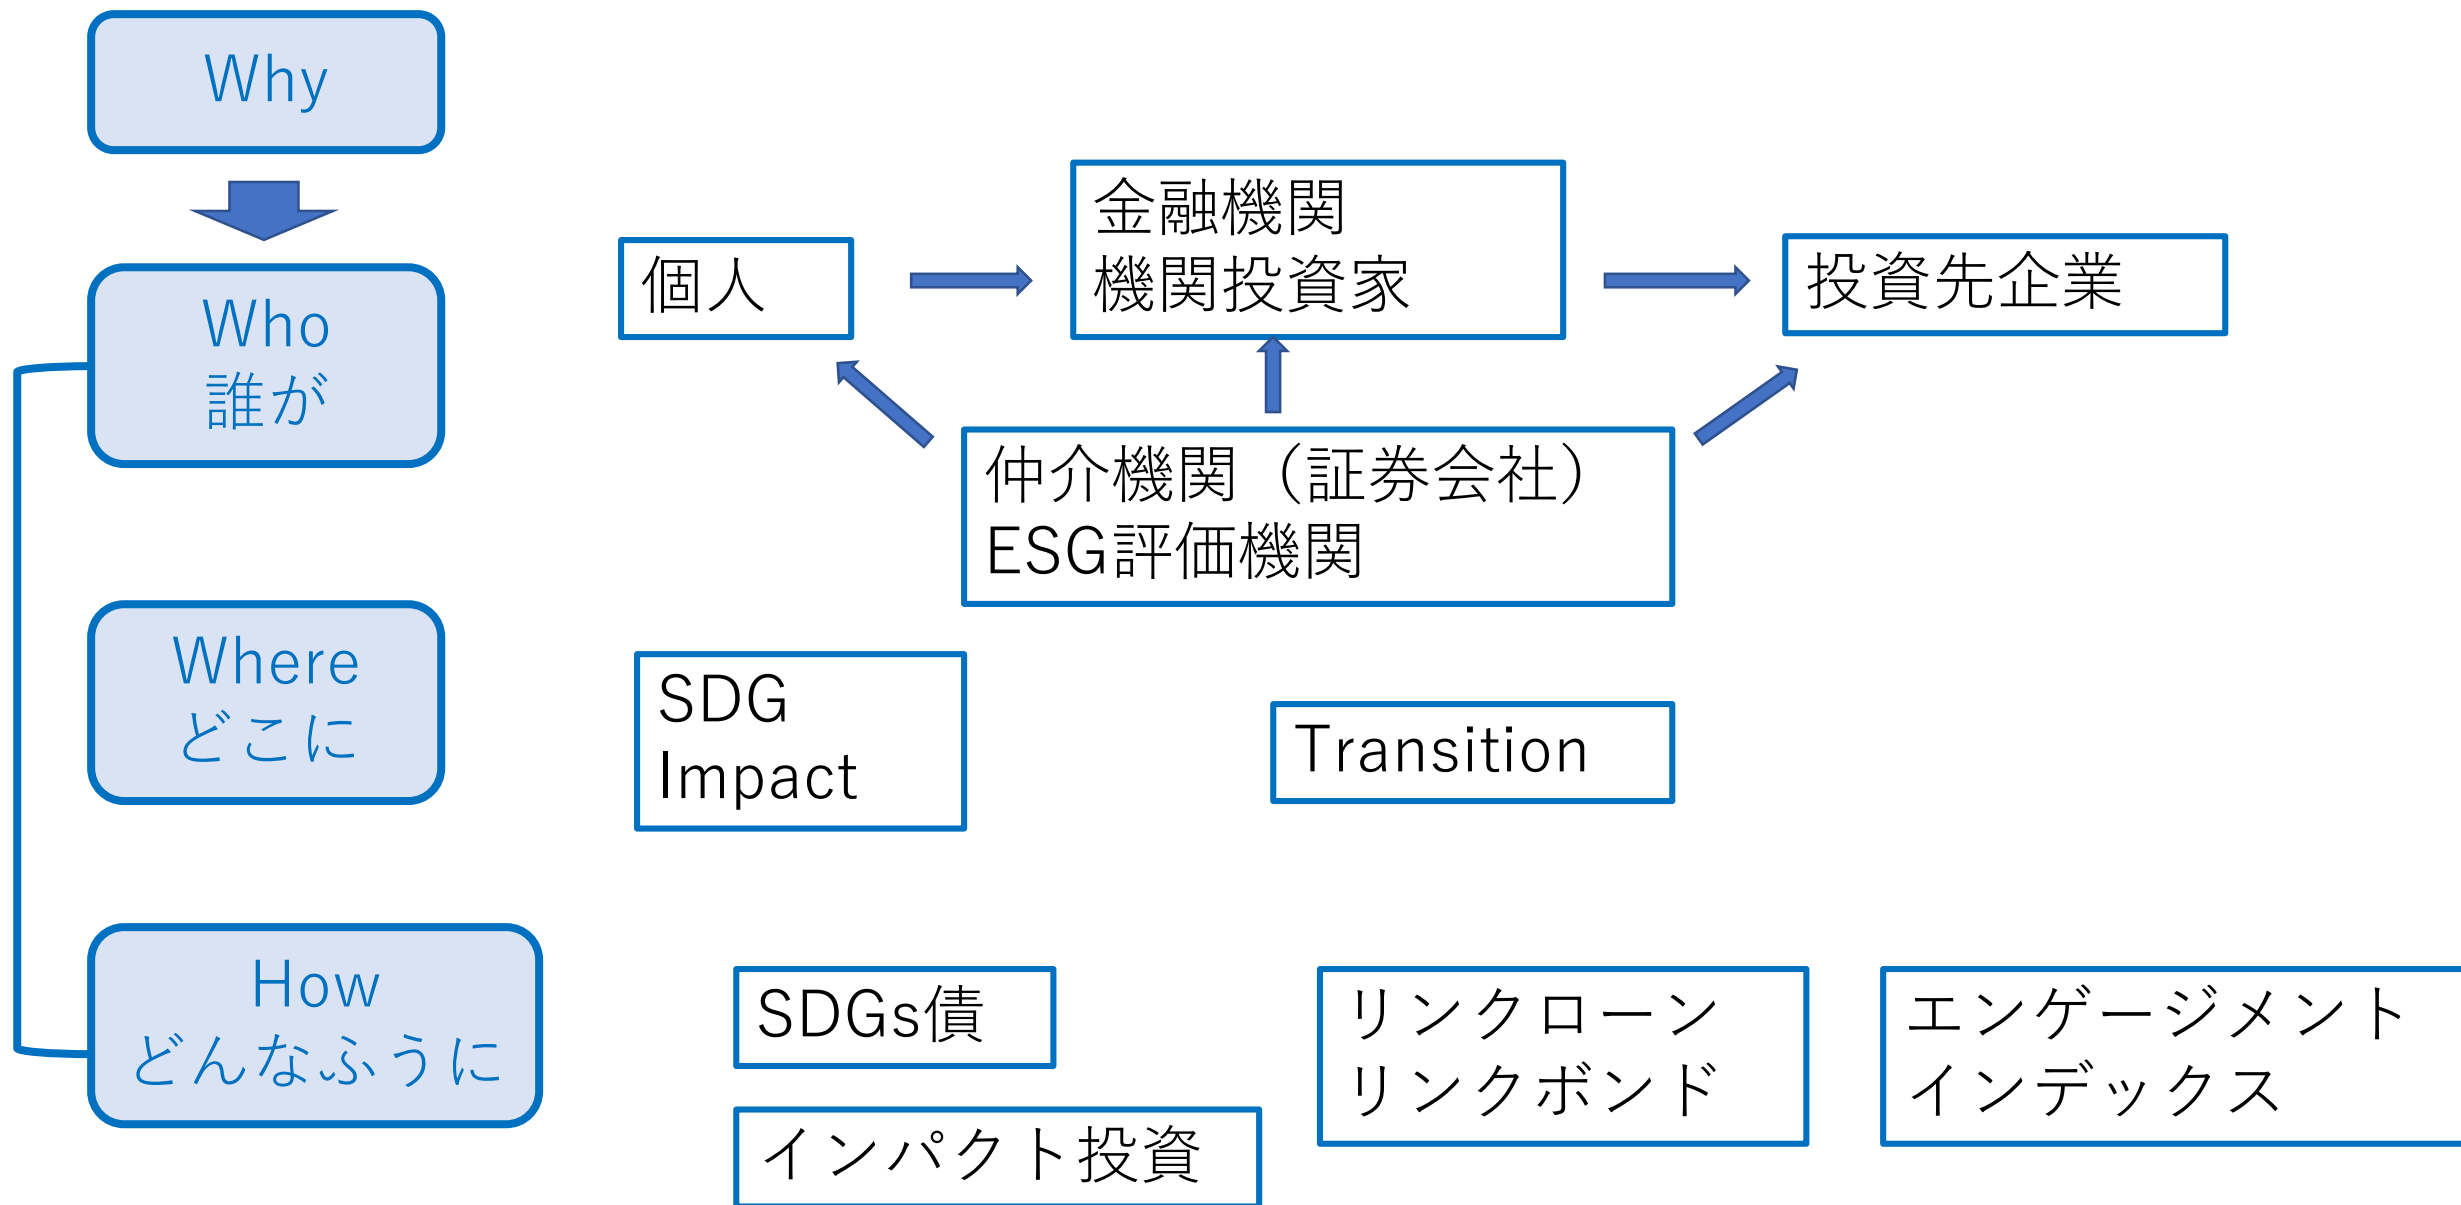 Why
Who
誰が
個人
金融機関
機関投資家
投資先企業
仲介機関（証券会社）
ESG評価機関
Where
どこに
SDG
Impact
Transition
How
どんなふうに
SDGs債
インパクト投資
リンクローン
リンクボンド
エンゲージメント
インデックス